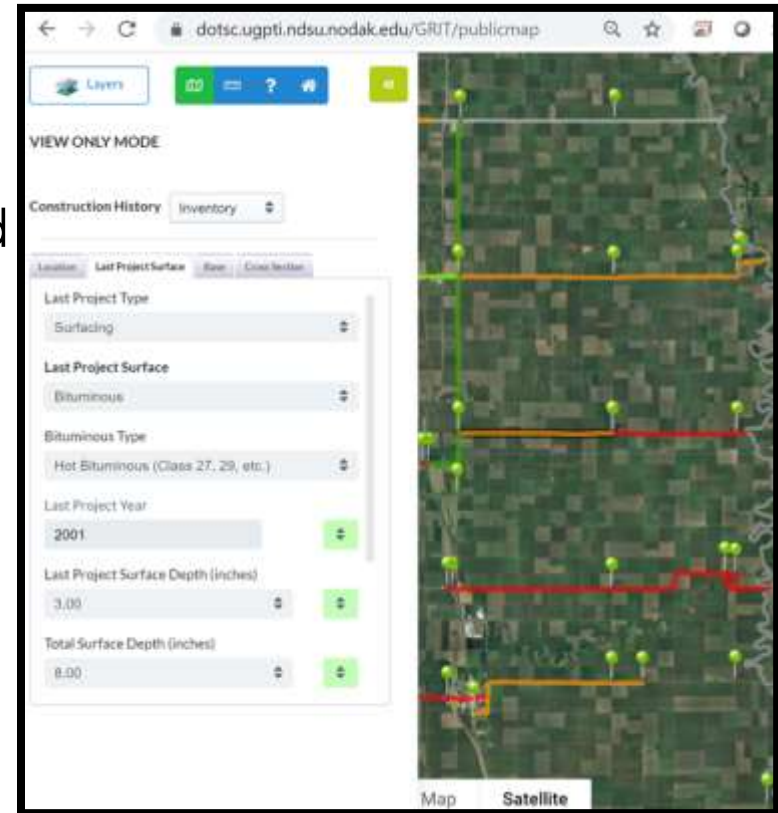 dotsc.ugpti.ndsu.nodak.edu/GRIT/publicmap
Layers
?
VIEW ONLY MODE
Construction History Inventory
Location Last Project Surface Base Cross Section
Last Project Type
Surfacing
Last Project Surface
Bituminous
Bituminous Type
Hot Bituminous (Class 27, 29, etc.)
Last Project Year
2001
Last Project Surface Depth (inches)
3.00
Total Surface Depth (inches)
8.00
Map Satellite
d